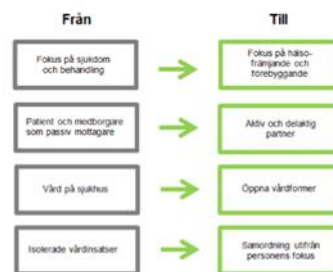 Från
Till
Fokus på sjukdom
och behandling
Fokus på hälso-
främjande och
förebyggande
Patient och medborgare
som passiv mottagare
Aktiv och delaktig
partner
Vård på sjukhus
Öppna vårdformer
Isolerade vårdinsatser
Samordning utifrån
personens fokus